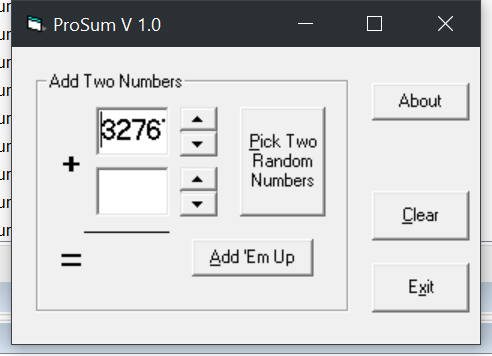 ProSum V 1.0
Add Two Numbers
About
3276
+
Pick Two
Random
Numbers
Clear
=
Add 'Em Up
Exit